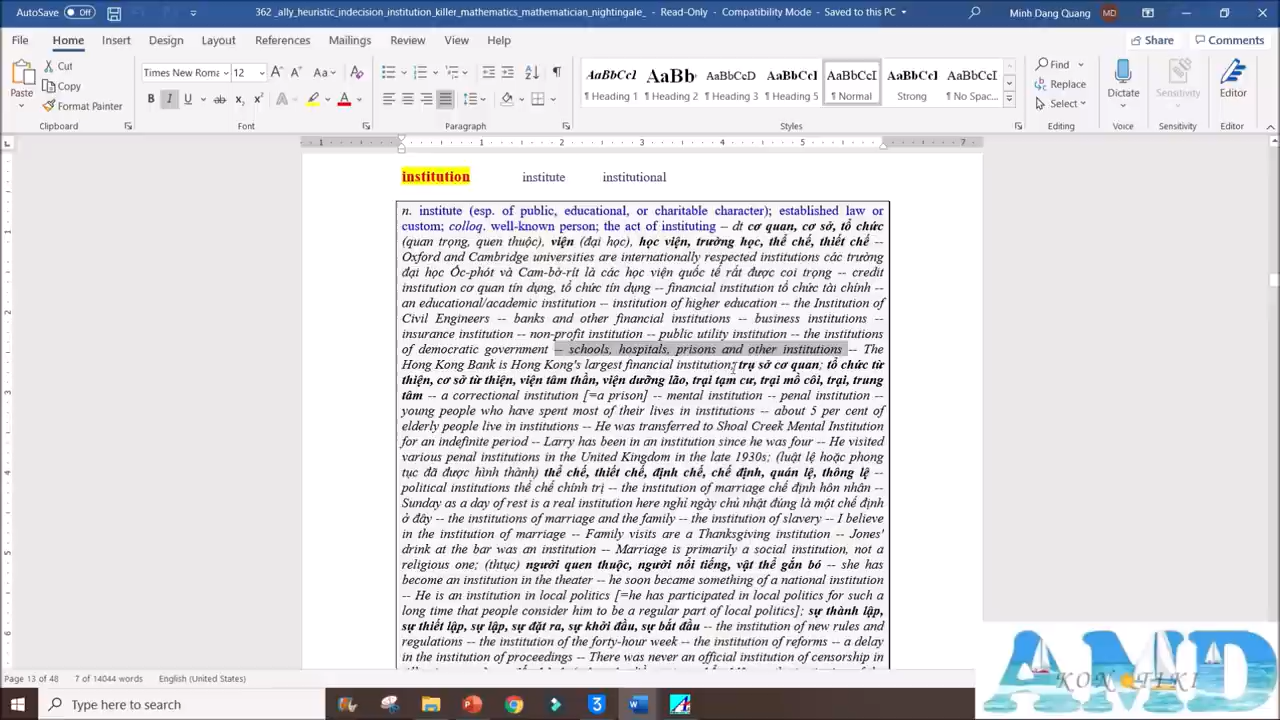 362_ally_heuristic_indecision_institution_killer_mathematics_mathematician_nightingale_ - Read-Only - Compatibility Mode - Saved to this PC
Minh Dang Quang
MD
AutoSave Off
File Home Insert Design Layout References Mailings Review View Help
Share Comments
Paste
Cut
Copy
Format Painter
Times New Roma 12
AaBbCcI AaBb AaBbCcD AaBbCcI AaBbCcI AaBbCcI AaBbCcI
¶ Heading 1 ¶ Heading 2 ¶ Heading 3 ¶ Heading 5 ¶ Normal Strong ¶ No Spac...
Find
Replace
Select
Dictate
Sensitivity
Editor
Clipboard Font Paragraph Styles Editing Voice Sensitivity Editor
institution institute institutional
n. institute (esp. of public, educational, or charitable character); established law or
custom; colloq. well-known person; the act of instituting – dt cơ quan, cơ sở, tổ chức
(quan trọng, quen thuộc), viện (đại học), học viện, trường học, thể chế, thiết chế --
Oxford and Cambridge universities are internationally respected institutions các trường
đại học Óc-phớt và Cam-bờ-rít là các học viện quốc tế rất được coi trọng -- credit
institution cơ quan tín dụng, tổ chức tín dụng -- financial institution tổ chức tài chính --
an educational/academic institution -- institution of higher education -- the Institution of
Civil Engineers -- banks and other financial institutions -- business institutions --
insurance institution -- non-profit institution -- public utility institution -- the institutions
of democratic government -- schools, hospitals, prisons and other institutions -- The
Hong Kong Bank is Hong Kong's largest financial institution; trụ sở cơ quan; tổ chức từ
thiện, cơ sở từ thiện, viện tâm thần, viện dưỡng lão, trại tạm cư, trại mồ côi, trại, trung
tâm -- a correctional institution [=a prison] -- mental institution -- penal institution --
young people who have spent most of their lives in institutions -- about 5 per cent of
elderly people live in institutions -- He was transferred to Shoal Creek Mental Institution
for an indefinite period -- Larry has been in an institution since he was four -- He visited
various penal institutions in the United Kingdom in the late 1930s; (luật lệ hoặc phong
tục đã được hình thành) thể chế, thiết chế, định chế, chế định, quán lệ, thông lệ --
political institutions thể chế chính trị -- the institution of marriage chế định hôn nhân --
Sunday as a day of rest is a real institution here nghỉ ngày chủ nhật đúng là một chế định
ở đây -- the institutions of marriage and the family -- the institution of slavery -- I believe
in the institution of marriage -- Family visits are a Thanksgiving institution -- Jones'
drink at the bar was an institution -- Marriage is primarily a social institution, not a
religious one; (thtục) người quen thuộc, người nổi tiếng, vật thể gắn bó -- she has
become an institution in the theater -- he soon became something of a national institution
-- He is an institution in local politics [=he has participated in local politics for such a
long time that people consider him to be a regular part of local politics]; sự thành lập,
sự thiết lập, sự lập, sự đặt ra, sự khởi đầu, sự bắt đầu -- the institution of new rules and
regulations -- the institution of the forty-hour week -- the institution of reforms -- a delay
in the institution of proceedings -- There was never an official institution of censorship in
Page 13 of 48 7 of 14044 words English (United States)
Type here to search
AND
KON TIKI